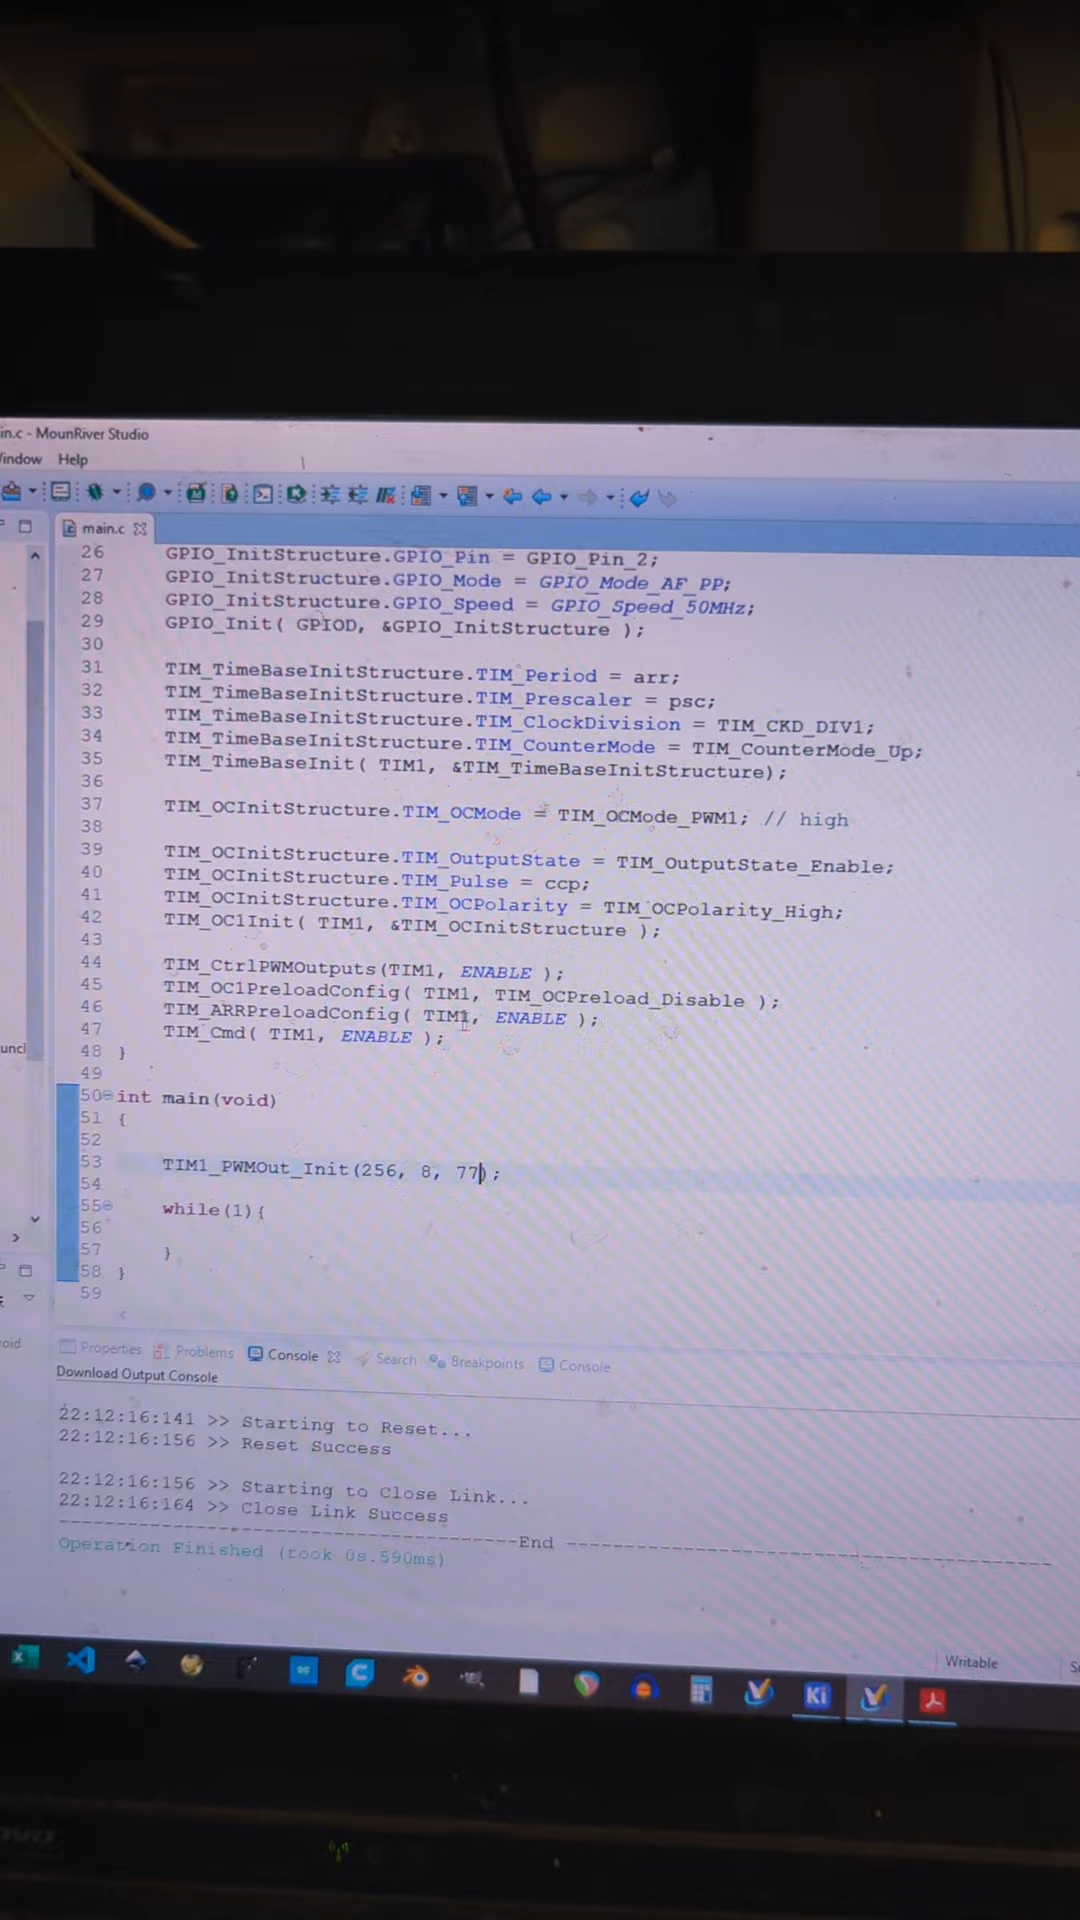 in.c - MounRiver Studio
indow Help
main.c
26 GPIO_InitStructure.GPIO_Pin = GPIO_Pin_2;
27 GPIO_InitStructure.GPIO_Mode = GPIO_Mode_AF_PP;
28 GPIO_InitStructure.GPIO_Speed = GPIO_Speed_50MHz;
29 GPIO_Init( GPIOD, &GPIO_InitStructure );
30
31 TIM_TimeBaseInitStructure.TIM_Period = arr;
32 TIM_TimeBaseInitStructure.TIM_Prescaler = psc;
33 TIM_TimeBaseInitStructure.TIM_ClockDivision = TIM_CKD_DIV1;
34 TIM_TimeBaseInitStructure.TIM_CounterMode = TIM_CounterMode_Up;
35 TIM_TimeBaseInit( TIM1, &TIM_TimeBaseInitStructure);
36
37 TIM_OCInitStructure.TIM_OCMode = TIM_OCMode_PWM1; // high
38
39 TIM_OCInitStructure.TIM_OutputState = TIM_OutputState_Enable;
40 TIM_OCInitStructure.TIM_Pulse = ccp;
41 TIM_OCInitStructure.TIM_OCPolarity = TIM_OCPolarity_High;
42 TIM_OC1Init( TIM1, &TIM_OCInitStructure );
43
44 TIM_CtrlPWMOutputs(TIM1, ENABLE );
45 TIM_OC1PreloadConfig( TIM1, TIM_OCPreload_Disable );
46 TIM_ARRPreloadConfig( TIM1, ENABLE );
47 TIM_Cmd( TIM1, ENABLE );
48 }
49
50 int main(void)
51 {
52
53 TIM1_PWMOut_Init(256, 8, 77);
54
55 while(1){
56
57 }
58 }
59
unci
oid
Properties Problems Console Search Breakpoints Console
Download Output Console
22:12:16:141 >> Starting to Reset...
22:12:16:156 >> Reset Success
22:12:16:156 >> Starting to Close Link...
22:12:16:164 >> Close Link Success
------------------------------------End ------------------------------------
Operation Finished (took 0s.590ms)
Writable
Ki